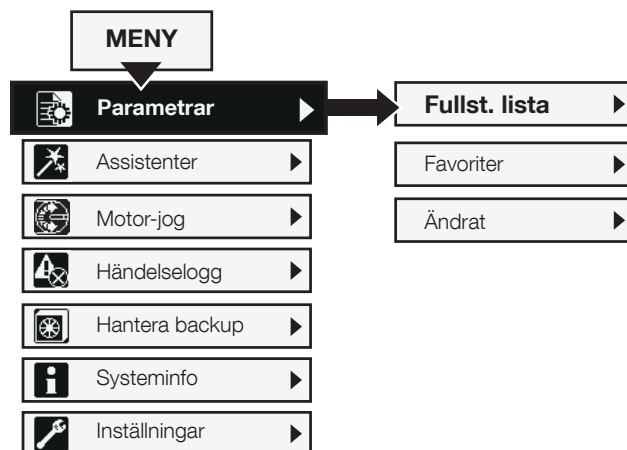 MENY
Parametrar
Assistenter
Motor-jog
Händelselogg
Hantera backup
Systeminfo
Inställningar
Fullst. lista
Favoriter
Ändrat